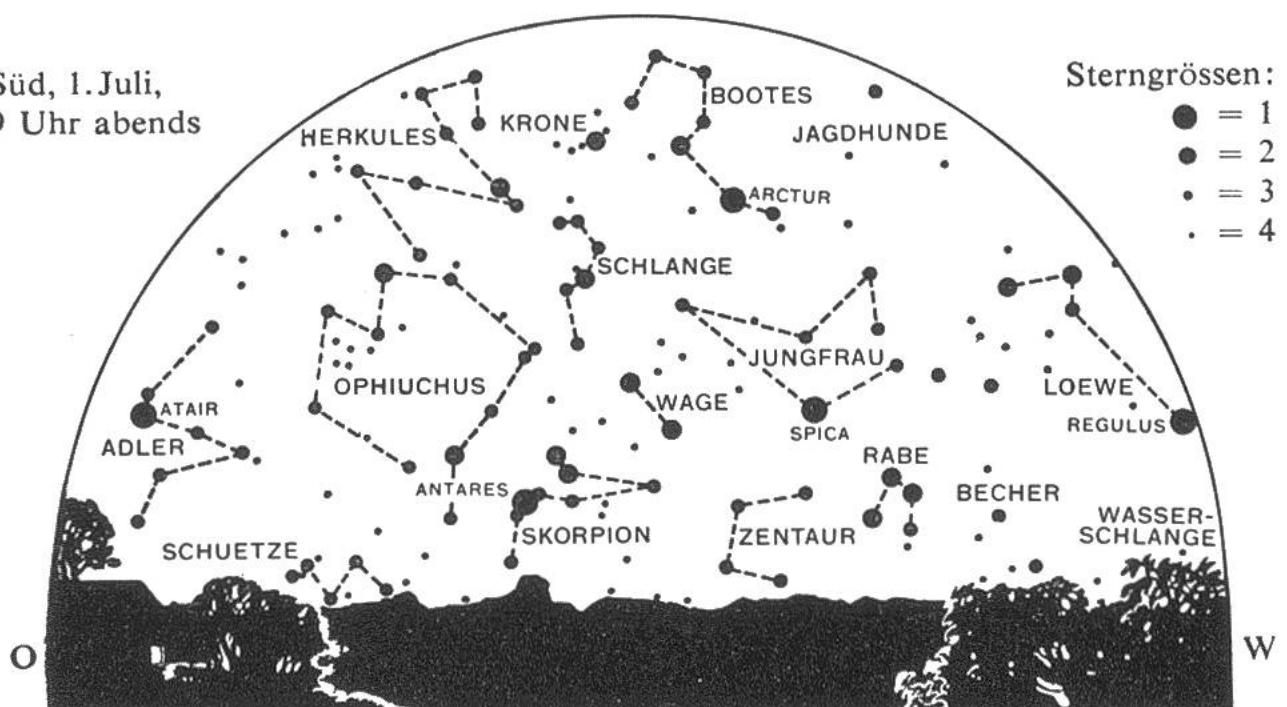 Süd, 1. Juli,
Uhr abends
Sterngrössen:
= 1
= 2
= 3
= 4
BOOTES
KRONE
HERKULES
JAGDHUNDE
ARCTUR
SCHLANGE
JUNGFRAU
OPHIUCHUS
LOEWE
WAGE
ATAIR
REGULUS
SPICA
ADLER
RABE
ANTARES
BECHER
WASSER-
SCHLANGE
SKORPION
ZENTAUR
SCHUETZE
O
W